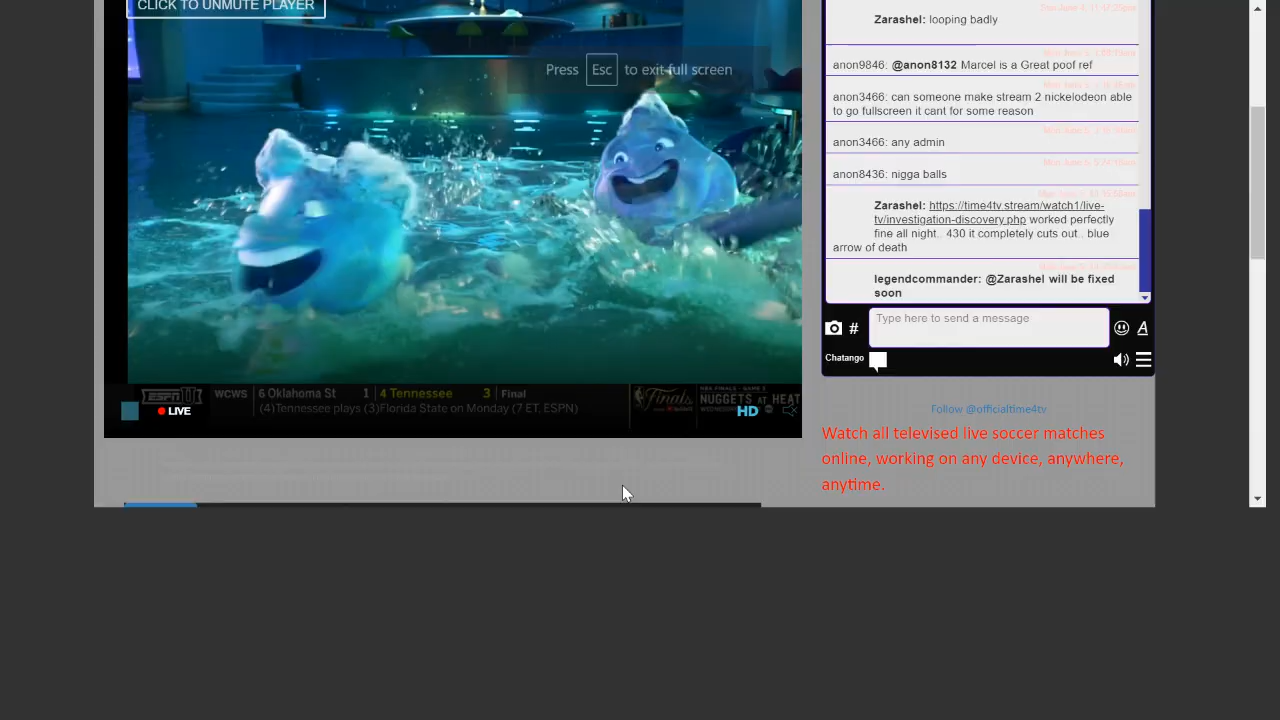 CLICK TO UNMUTE PLAYER
Press Esc to exit full screen
ESPN U WCWS 6 Oklahoma St 1 4 Tennessee 3 Final
(4)Tennessee plays (3)Florida State on Monday (7 ET, ESPN)
Finals
NUGGETS AT HEAT
LIVE
HD
Zarashel: looping badly
anon9846: @anon8132 Marcel is a Great poof ref
anon3466: can someone make stream 2 nickelodeon able
to go fullscreen it cant for some reason
anon3466: any admin
anon8436: nigga balls
Zarashel: https://time4tv.stream/watch1/live-
tv/investigation-discovery.php worked perfectly
fine all night.. 430 it completely cuts out.. blue
arrow of death
legendcommander: @Zarashel will be fixed
soon
Type here to send a message
#
A
Chatango
Follow @officialtime4tv
Watch all televised live soccer matches
online, working on any device, anywhere,
anytime.